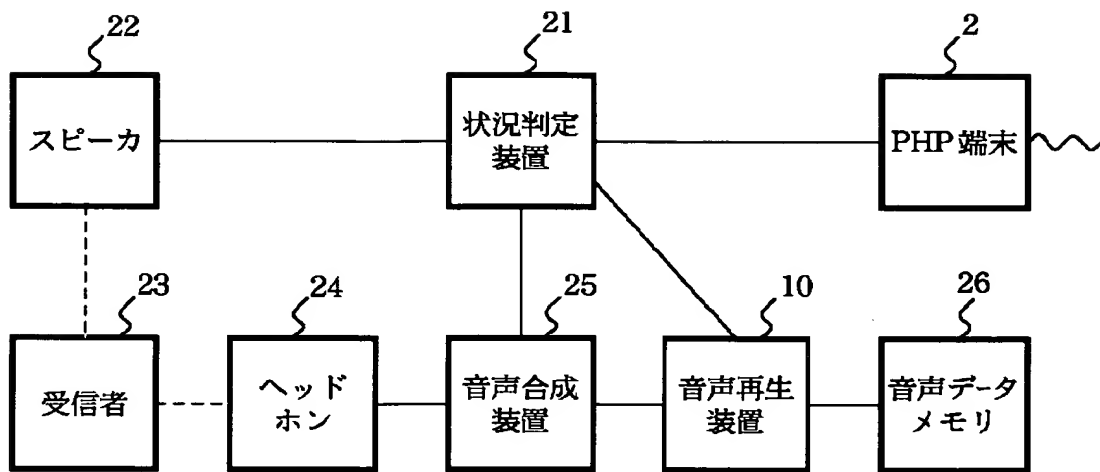 22
21
2
スピーカ
状況判定
装置
PHP端末
23
24
25
10
26
受信者
ヘッド
ホン
音声合成
装置
音声再生
装置
音声データ
メモリ